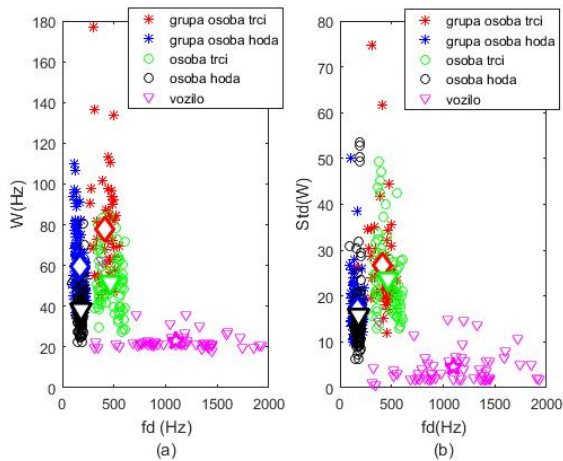 grupa osoba trci
grupa osoba hoda
osoba trci
osoba hoda
vozilo
180
160
140
120
100
80
60
40
20
0
W(Hz)
0 500 1000 1500 2000
fd (Hz)
(a)
grupa osoba trci
grupa osoba hoda
osoba trci
osoba hoda
vozilo
80
70
60
50
40
30
20
10
0
Std(W)
0 500 1000 1500 2000
fd(Hz)
(b)